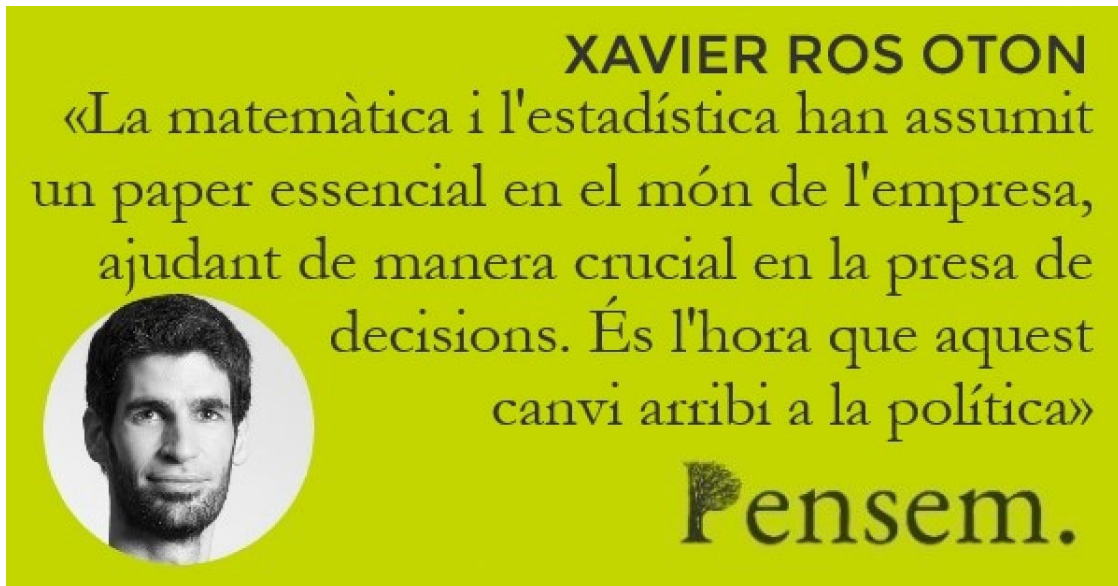 XAVIER ROS OTON
«La matemàtica i l'estadística han assumit
un paper essencial en el món de l'empresa,
ajudant de manera crucial en la presa de
decisions. És l'hora que aquest
canvi arribi a la política»
Pensem.